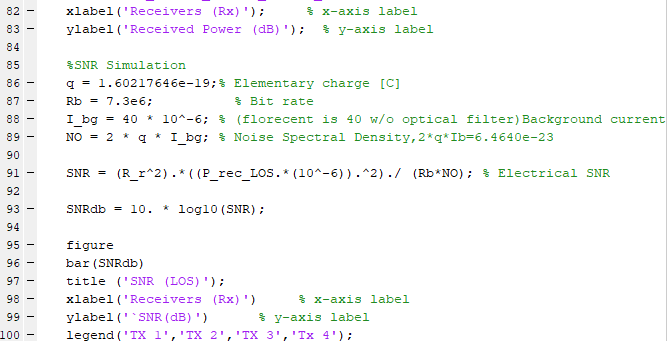 82 - xlabel('Receivers (Rx)'); % x-axis label
83 - ylabel('Received Power (dB)'); % y-axis label
84
85 %SNR Simulation
86 - q = 1.60217646e-19;% Elementary charge [C]
87 - Rb = 7.3e6; % Bit rate
88 - I_bg = 40 * 10^-6; % (florecent is 40 w/o optical filter)Background current
89 - NO = 2 * q * I_bg; % Noise Spectral Density,2*q*Ib=6.4640e-23
90
91 - SNR = (R_r^2).*((P_rec_LOS.*(10^-6)).^2)./ (Rb*NO); % Electrical SNR
92
93 - SNRdb = 10. * log10(SNR);
94
95 - figure
96 - bar(SNRdb)
97 - title ('SNR (LOS)');
98 - xlabel('Receivers (Rx)') % x-axis label
99 - ylabel('`SNR(dB)') % y-axis label
100 - legend('TX 1','TX 2','TX 3','Tx 4');